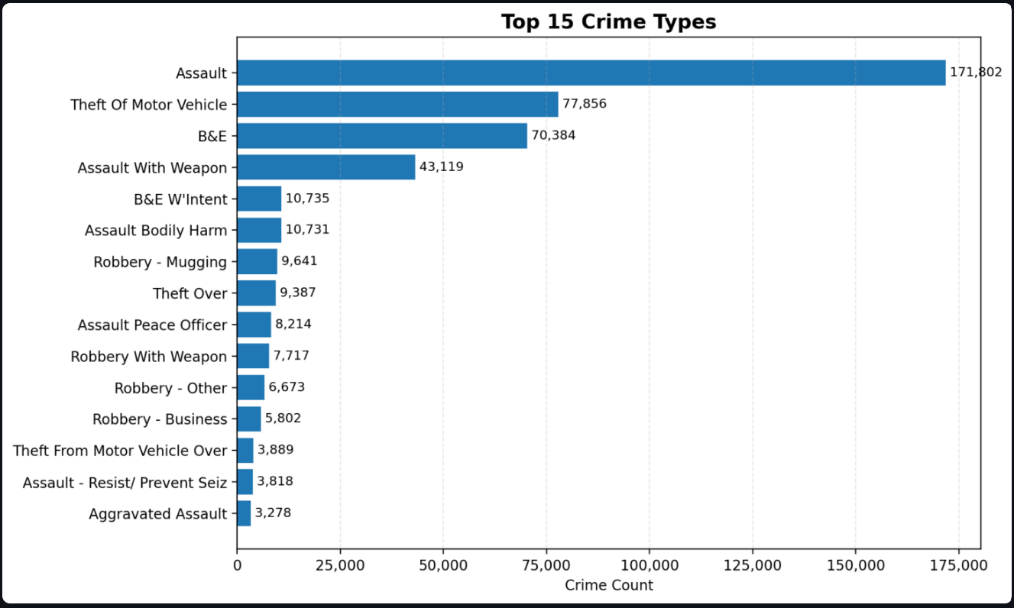 Top 15 Crime Types
Assault 171,802
Theft Of Motor Vehicle 77,856
B&E 70,384
Assault With Weapon 43,119
B&E W'Intent 10,735
Assault Bodily Harm 10,731
Robbery - Mugging 9,641
Theft Over 9,387
Assault Peace Officer 8,214
Robbery With Weapon 7,717
Robbery - Other 6,673
Robbery - Business 5,802
Theft From Motor Vehicle Over 3,889
Assault - Resist/ Prevent Seiz 3,818
Aggravated Assault 3,278
0 25,000 50,000 75,000 100,000 125,000 150,000 175,000
Crime Count